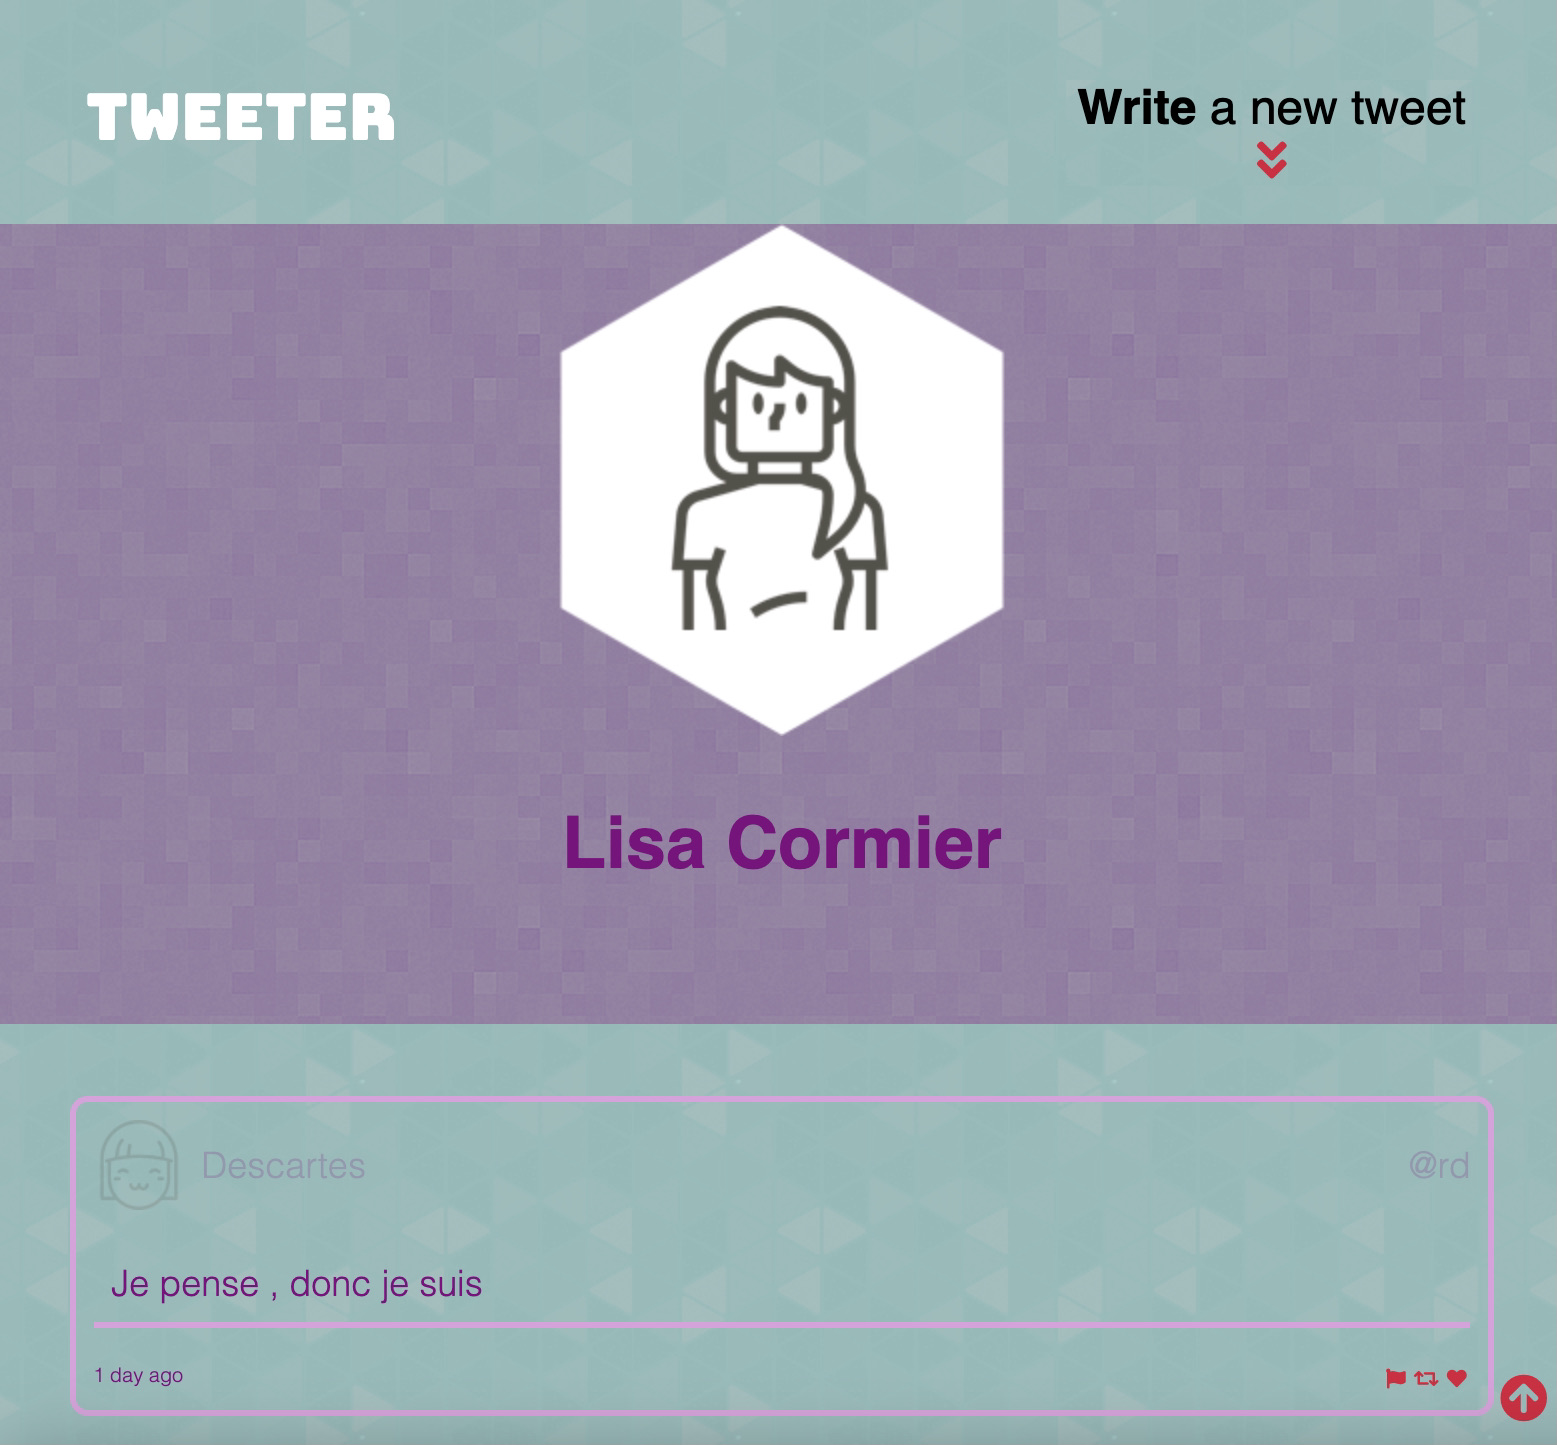 TWEETER
Write a new tweet
Lisa Cormier
Descartes
@rd
Je pense , donc je suis
1 day ago